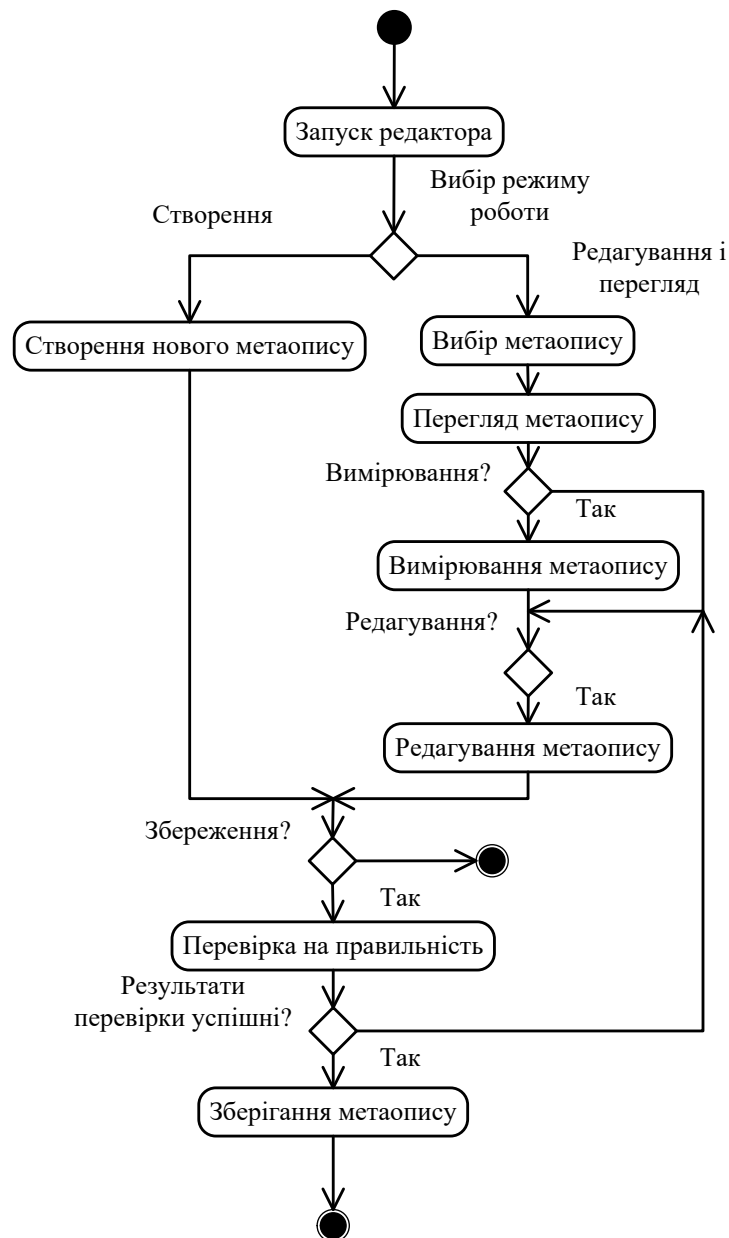 Запуск редактора
Вибір режиму
роботи
Створення
Редагування і
перегляд
Створення нового метаопису
Вибір метаопису
Перегляд метаопису
Вимірювання?
Так
Вимірювання метаопису
Редагування?
Так
Редагування метаопису
Збереження?
Так
Перевірка на правильність
Результати
перевірки успішні?
Так
Зберігання метаопису